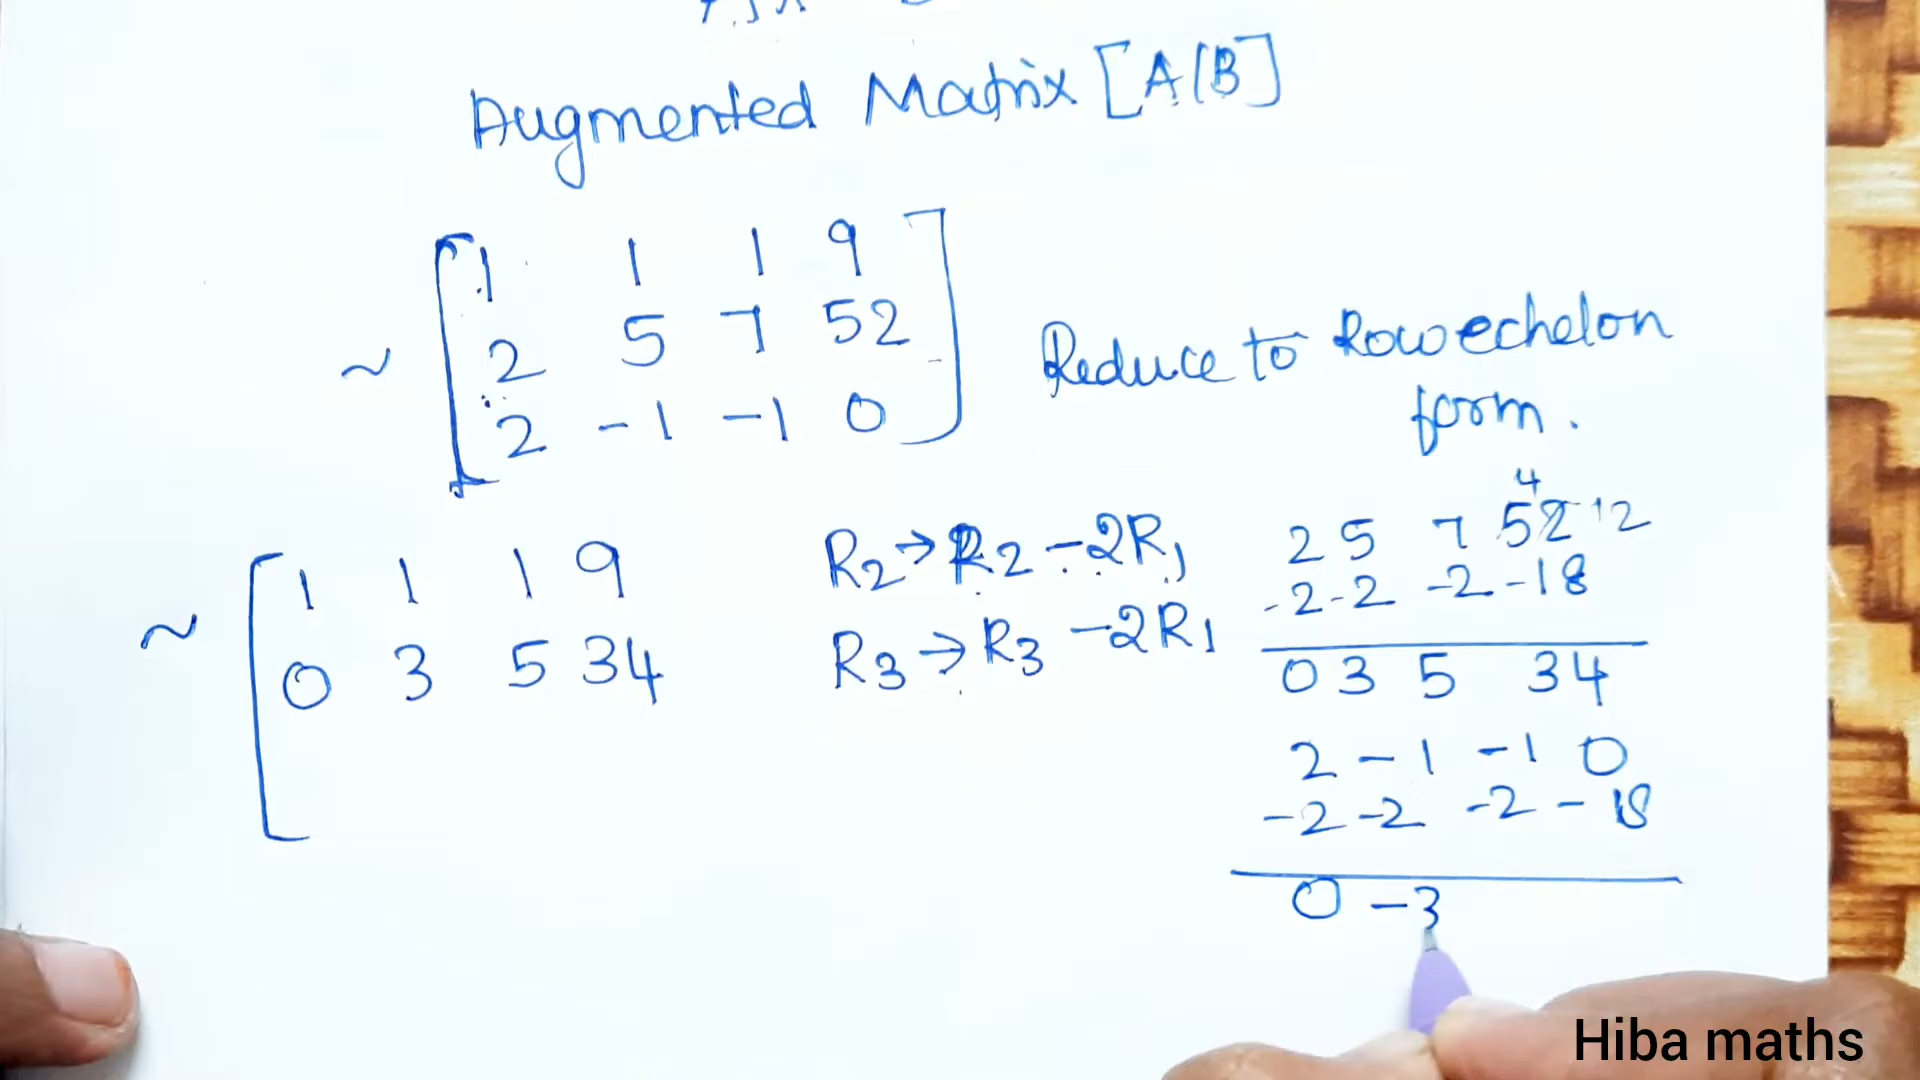 Augmented Matrix [A|B]
1 1 1 9
~ 2 5 7 52
2 -1 -1 0
Reduce to Row echelon
form.
~ 1 1 1 9
0 3 5 34
R2→R2 -2R1
R3→R3 -2R1
4
2 5 7 52 12
-2 -2 -2 -18
0 3 5 34
2 -1 -1 0
-2 -2 -2 -18
0 -3
Hiba maths